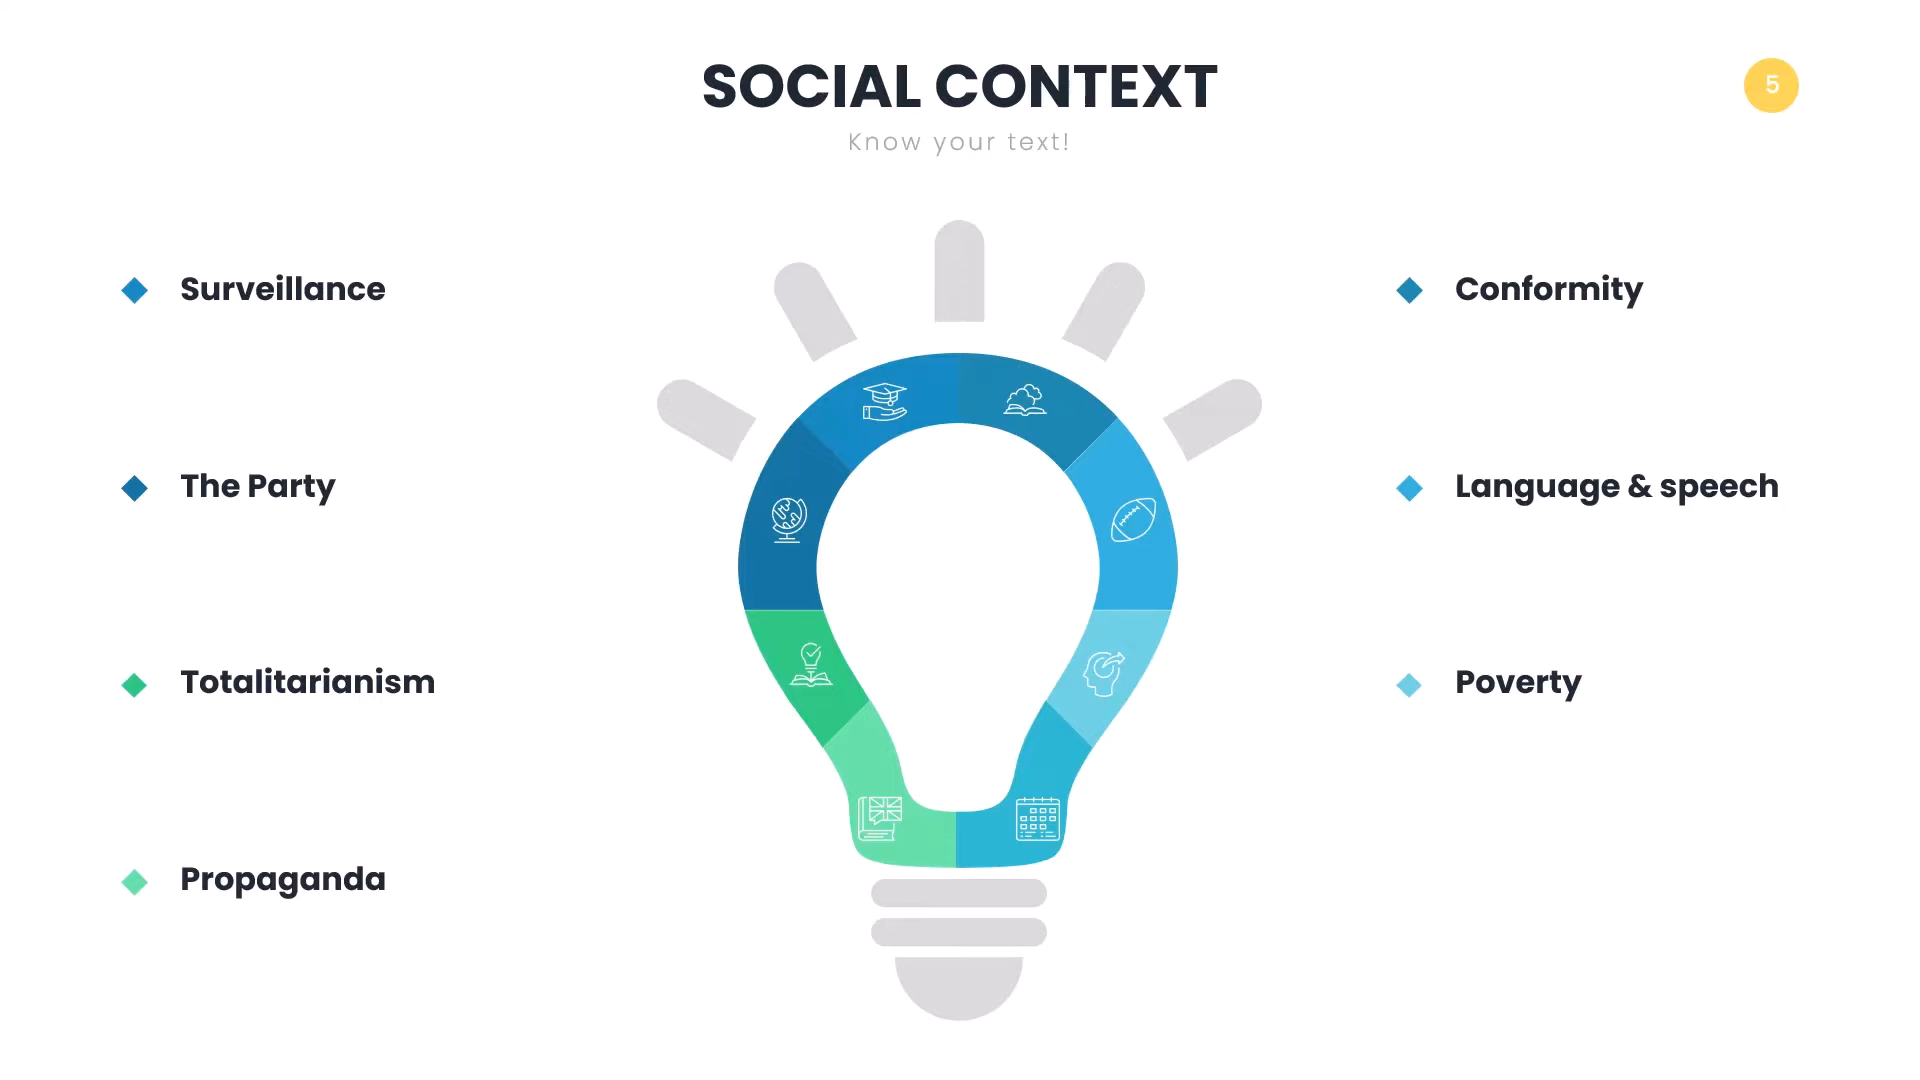 SOCIAL CONTEXT
Know your text!
5
Surveillance
The Party
Totalitarianism
Propaganda
Conformity
Language & speech
Poverty